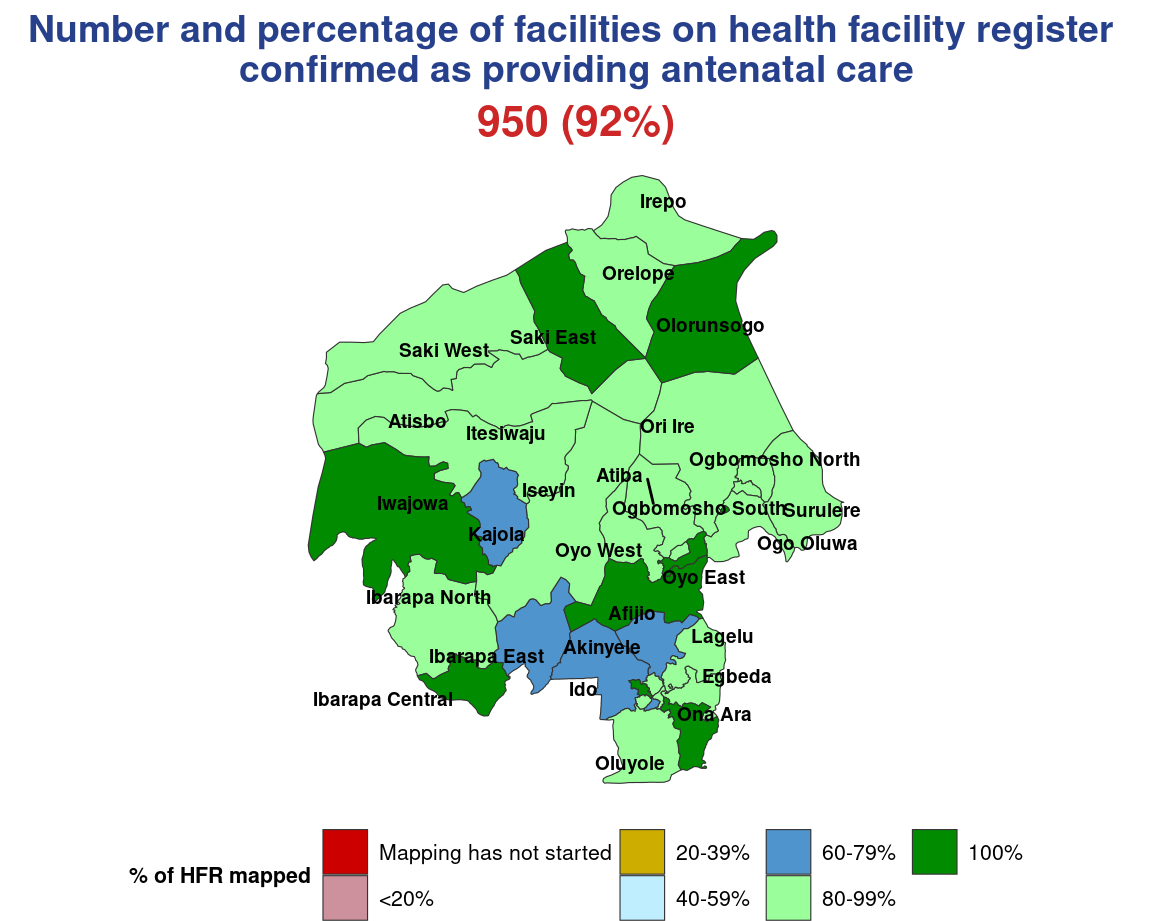 Number and percentage of facilities on health facility register
confirmed as providing antenatal care
950 (92%)
Irepo
Orelope
Olorunsogo
Saki East
Saki West
Atisbo
Itesiwaju
Ori Ire
Ogbomosho North
Atiba
Iseyin
Iwajowa
Ogbomosho South
Surulere
Kajola
Ogo Oluwa
Oyo West
Oyo East
Ibarapa North
Afijio
Lagelu
Akinyele
Ibarapa East
Egbeda
Ido
Ibarapa Central
Ona Ara
Oluyole
% of HFR mapped
Mapping has not started
<20%
20-39%
40-59%
60-79%
80-99%
100%